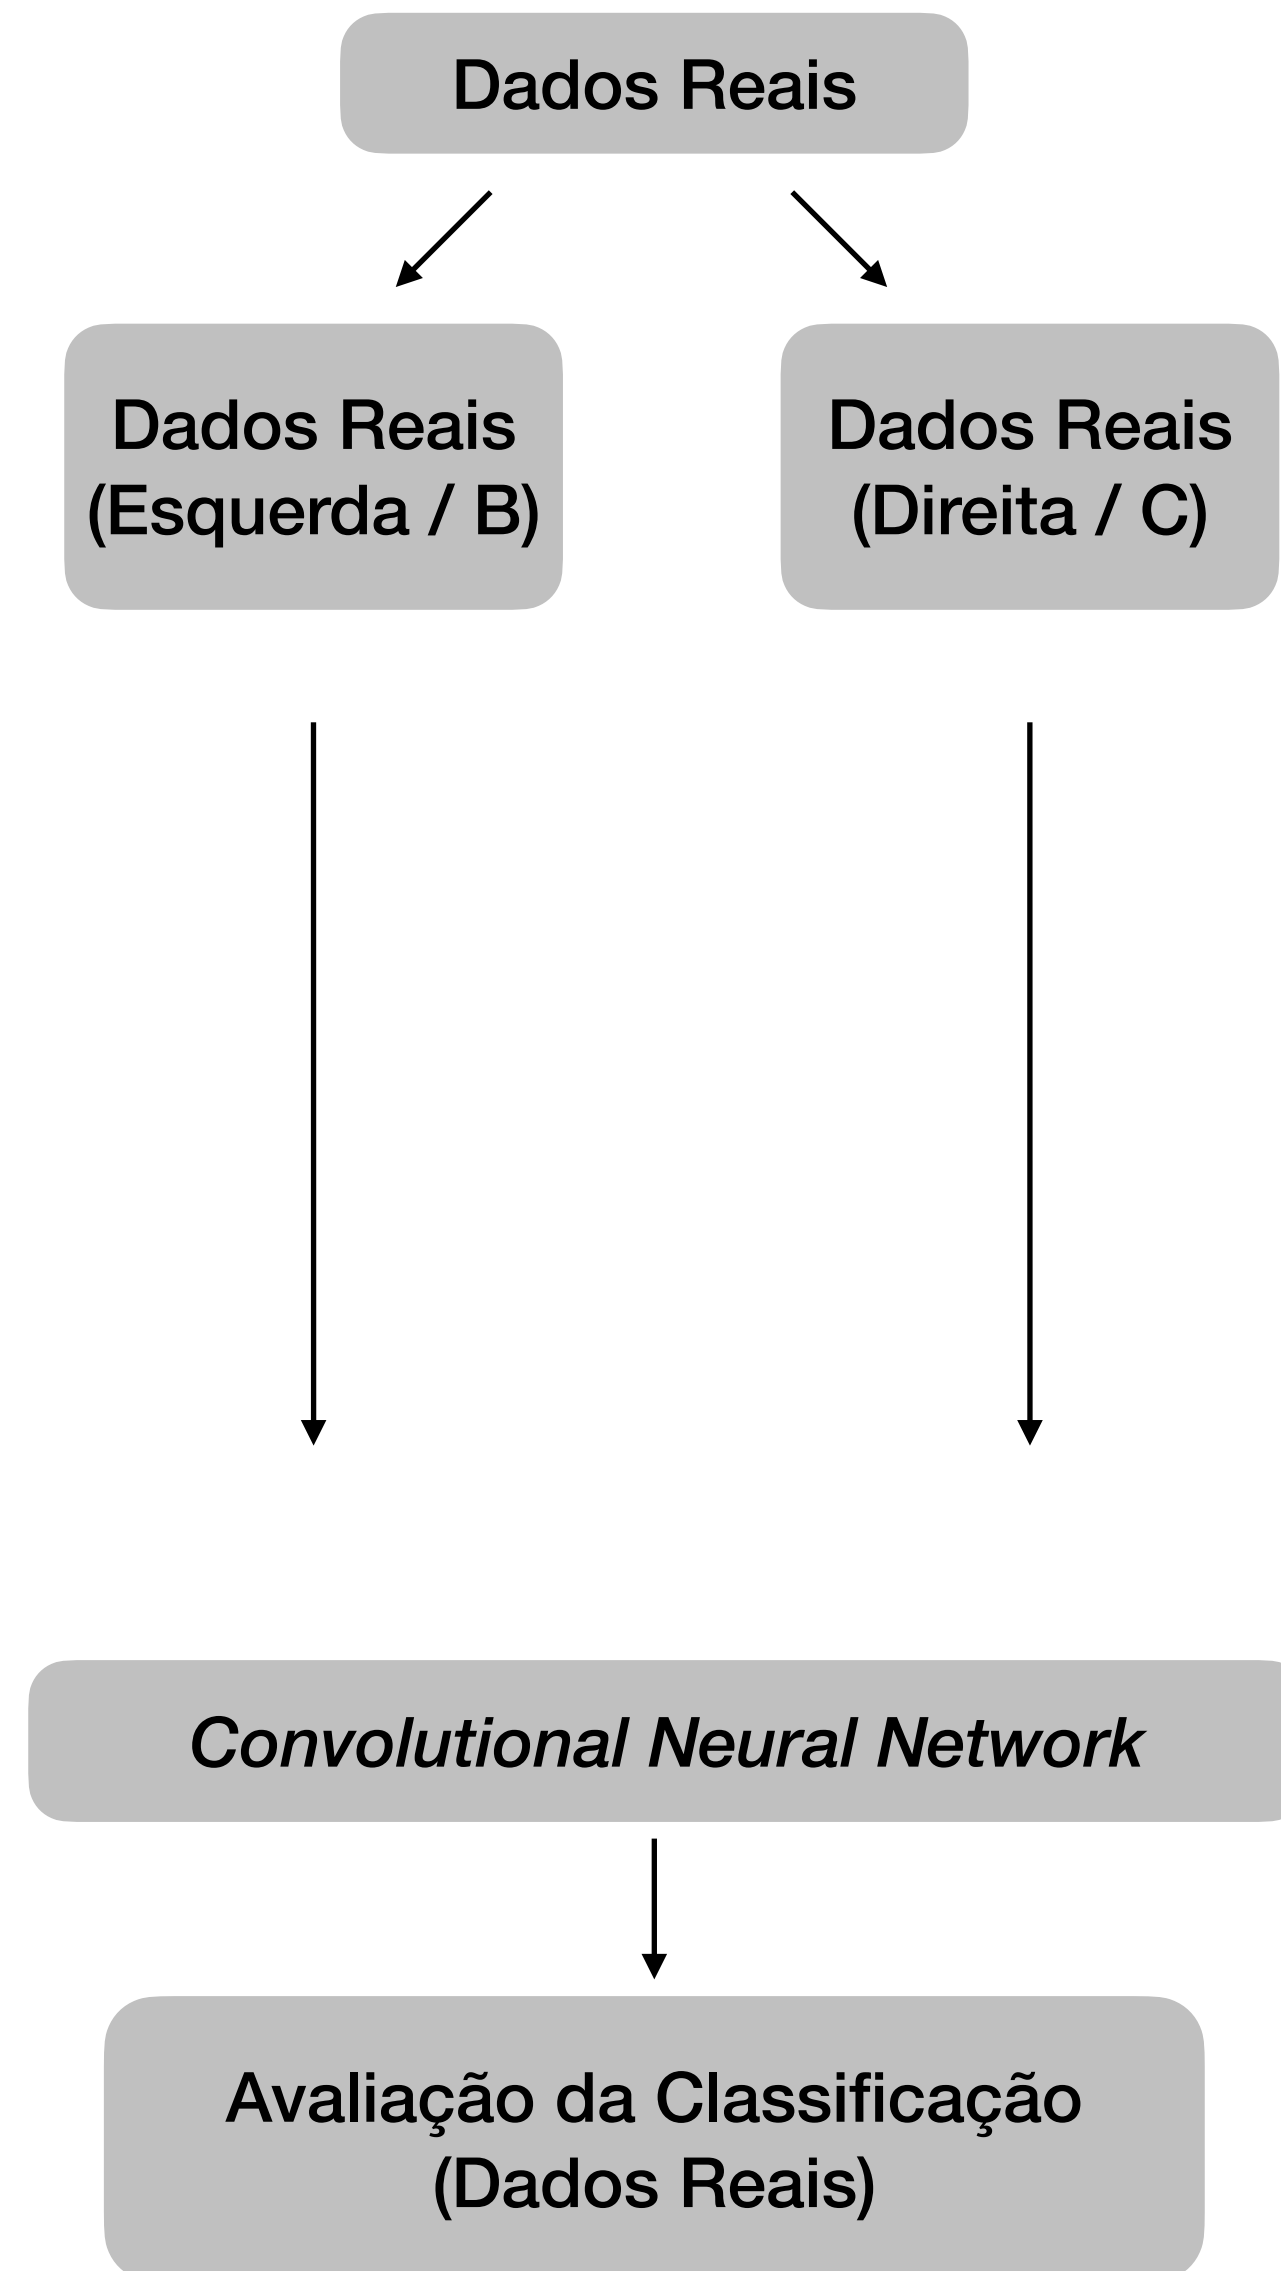 Dados Reais
Dados Reais
(Esquerda / B)
Dados Reais
(Direita / C)
Convolutional Neural Network
Avaliação da Classificação
(Dados Reais)